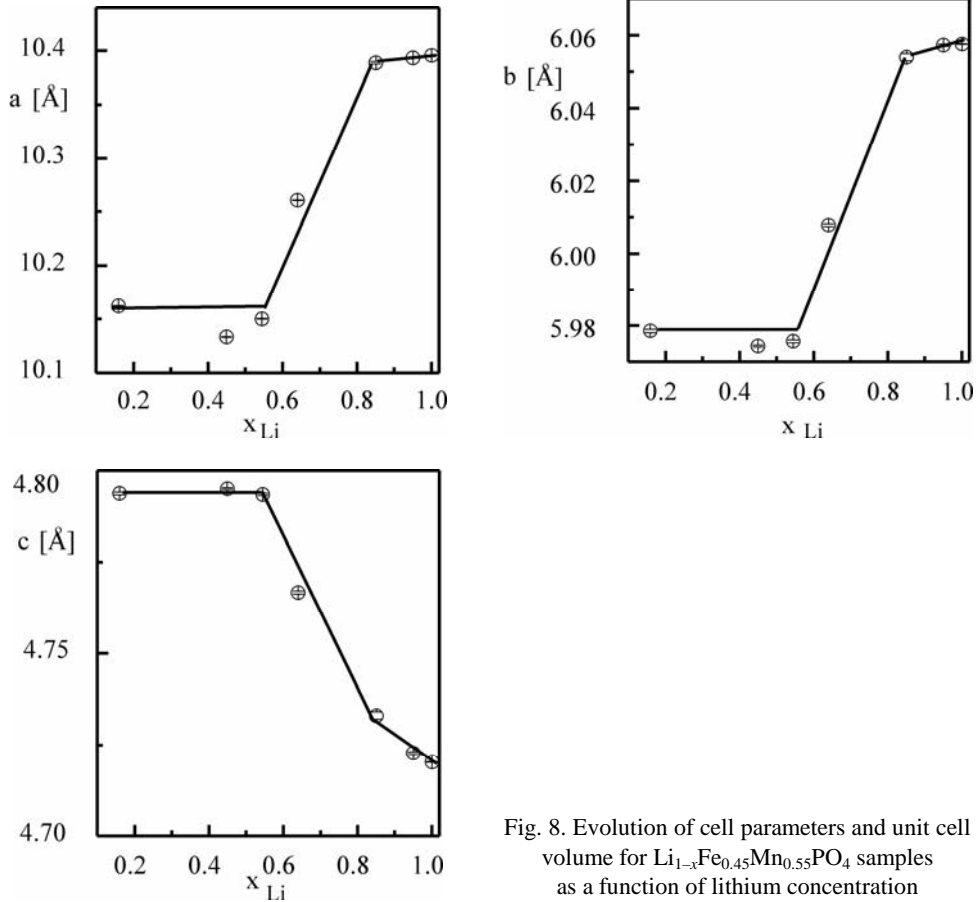 10.4
a [Å]
10.3
10.2
10.1
0.2 0.4 0.6 0.8 1.0
x Li
6.06
b [Å]
6.04
6.02
6.00
5.98
0.2 0.4 0.6 0.8 1.0
x Li
4.80
c [Å]
4.75
4.70
0.2 0.4 0.6 0.8 1.0
x Li
Fig. 8. Evolution of cell parameters and unit cell
volume for Li₁₋ₓFe₀.₄₅Mn₀.₅₅PO₄ samples
as a function of lithium concentration